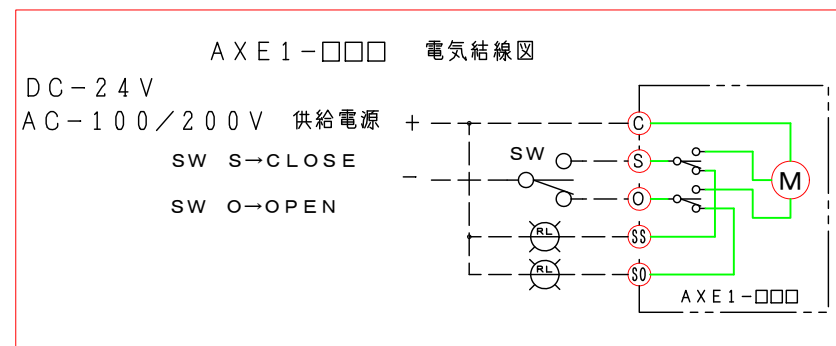 AXE1-□□□ 電気結線図
DC-24V
AC-100/200V 供給電源 + C
SW S→CLOSE SW S
− M
SW O→OPEN O
RL SS
RL SO
AXE1-□□□